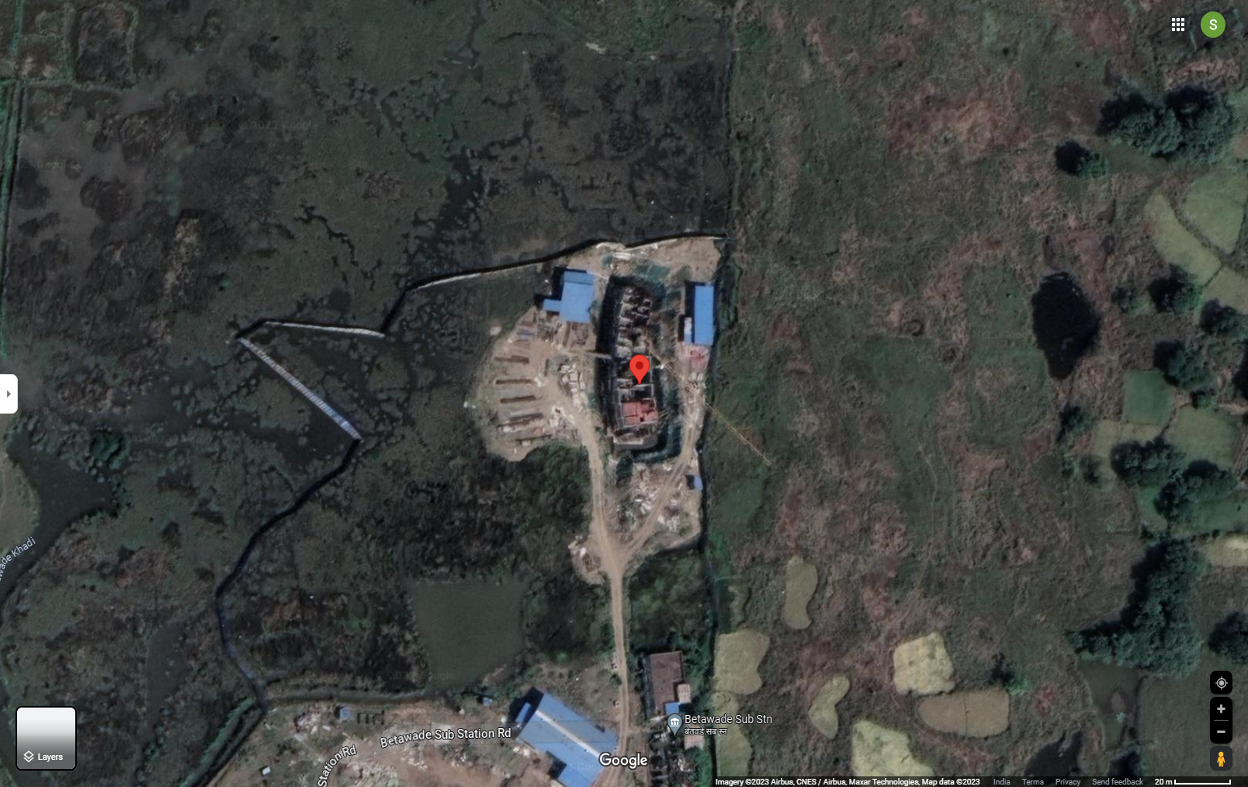 S
wade Khadi
Betawade Sub Station Rd
Station Rd
Betawade Sub Stn
Google
Layers
Imagery ©2023 Airbus, CNES / Airbus, Maxar Technologies, Map data ©2023 India Terms Privacy Send feedback 20 m